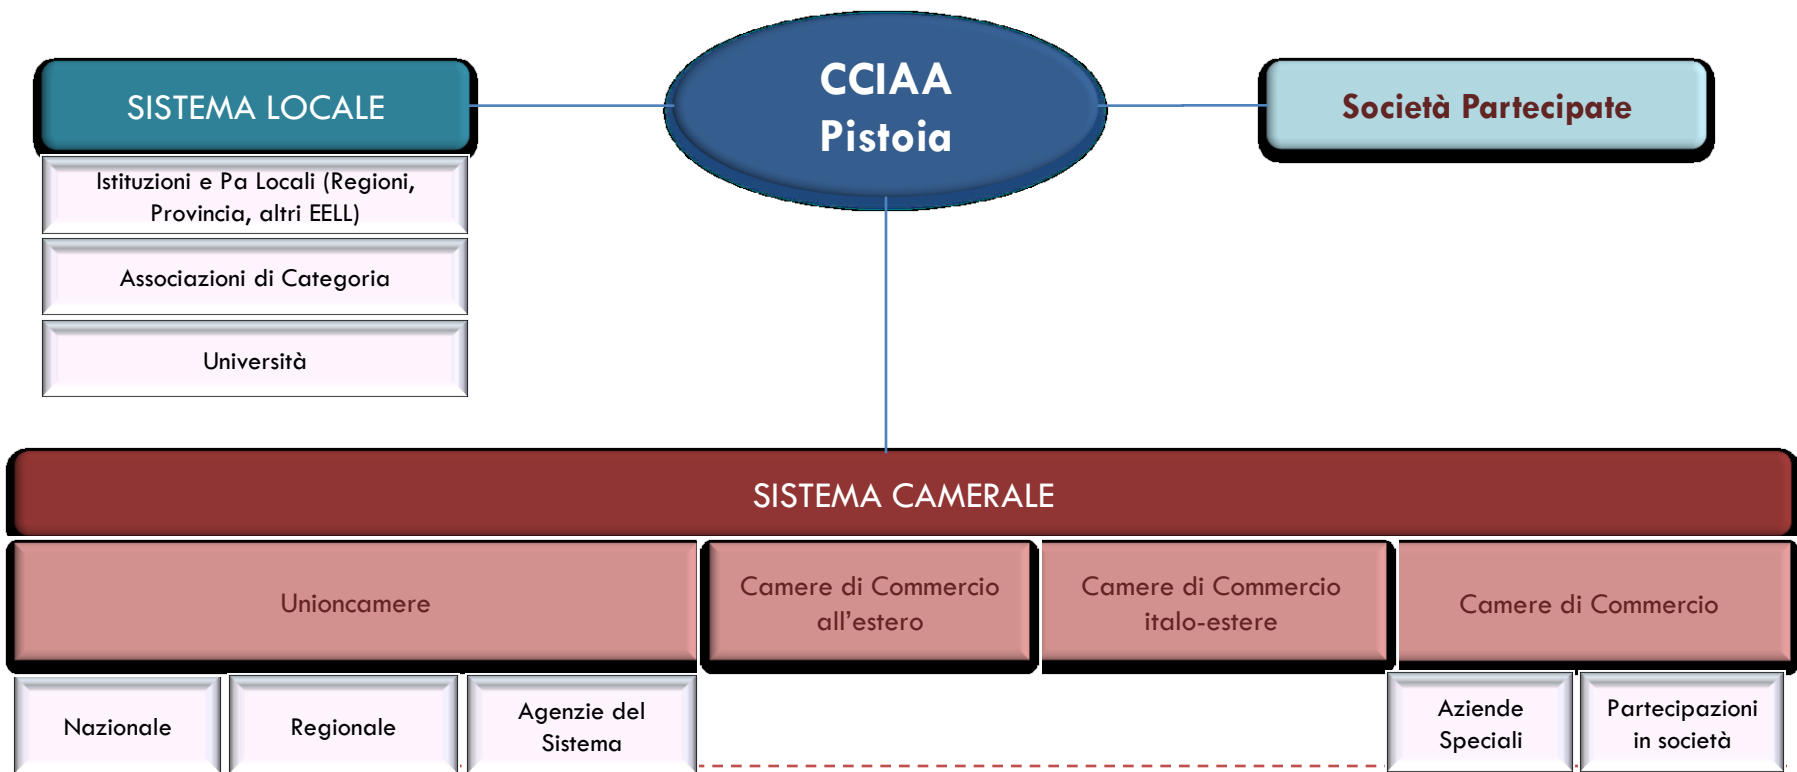 CCIAA
Pistoia
SISTEMA LOCALE
Società Partecipate
Istituzioni e Pa Locali (Regioni,
Provincia, altri EELL)
Associazioni di Categoria
Università
SISTEMA CAMERALE
Unioncamere
Camere di Commercio
all’estero
Camere di Commercio
italo-estere
Camere di Commercio
Nazionale
Regionale
Agenzie del
Sistema
Aziende
Speciali
Partecipazioni
in società